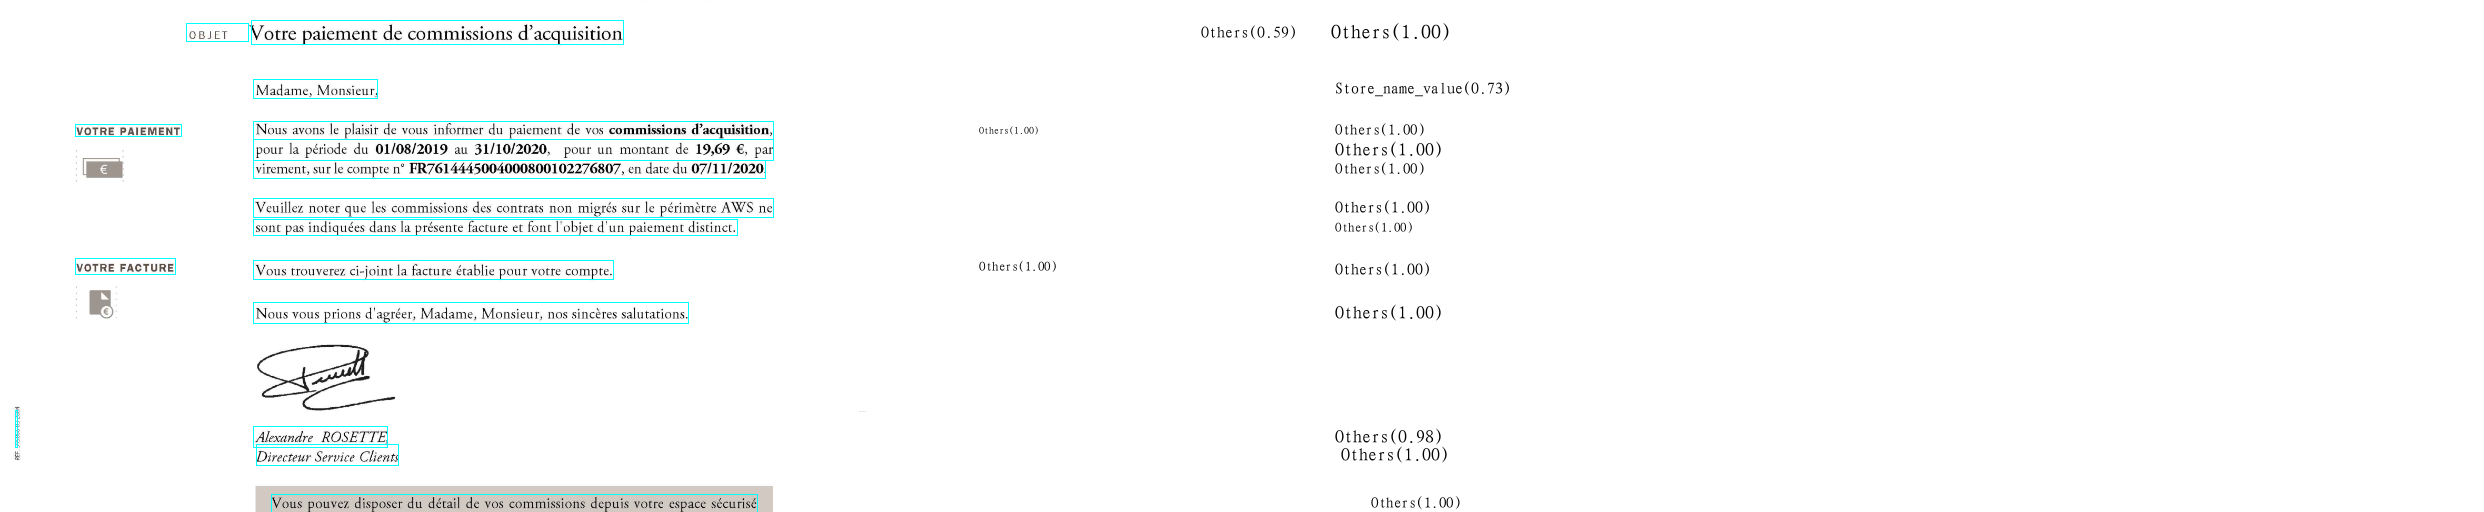 OBJET Votre paiement de commissions d'acquisition Others(0.59) Others(1.00)
Madame, Monsieur, Store_name_value(0.73)
VOTRE PAIEMENT Nous avons le plaisir de vous informer du paiement de vos commissions d'acquisition, Others(1.00) Others(1.00)
pour la période du 01/08/2019 au 31/10/2020, pour un montant de 19,69 €, par Others(1.00)
virement, sur le compte n° FR7614445004000800102276807, en date du 07/11/2020 Others(1.00)
Veuillez noter que les commissions des contrats non migrés sur le périmètre AWS ne Others(1.00)
sont pas indiquées dans la présente facture et font l'objet d'un paiement distinct. Others(1.00)
VOTRE FACTURE Vous trouverez ci-joint la facture établie pour votre compte. Others(1.00) Others(1.00)
Nous vous prions d'agréer, Madame, Monsieur, nos sincères salutations. Others(1.00)
Alexandre ROSETTE Others(0.98)
Directeur Service Clients Others(1.00)
Vous pouvez disposer du détail de vos commissions depuis votre espace sécurisé Others(1.00)